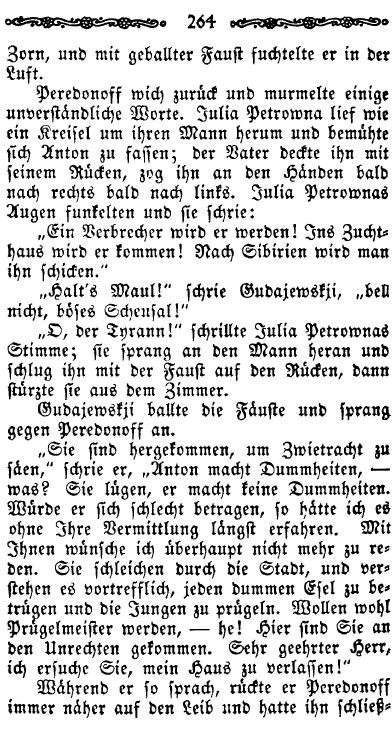 264
Zorn, und mit geballter Faust fuchtelte er in der
Luft.
Peredonoff wich zurück und murmelte einige
unverständliche Worte. Julia Petrowna lief wie
ein Kreisel um ihren Mann herum und bemühte
sich Anton zu fassen; der Vater deckte ihn mit
seinem Rücken, zog ihn an den Händen bald
nach rechts bald nach links. Julia Petrownas
Augen funkelten und sie schrie:
„Ein Verbrecher wird er werden! Ins Zucht-
haus wird er kommen! Nach Sibirien wird man
ihn schicken.“
„Halt's Maul!“ schrie Gudajewskji, „bell
nicht, böses Scheusal!“
„O, der Tyrann!“ schrillte Julia Petrownas
Stimme; sie sprang an den Mann heran und
schlug ihn mit der Faust auf den Rücken, dann
stürzte sie aus dem Zimmer.
Gudajewskji ballte die Fäuste und sprang
gegen Peredonoff an.
„Sie sind hergekommen, um Zwietracht zu
säen,“ schrie er, „Anton macht Dummheiten, —
was? Sie lügen, er macht keine Dummheiten.
Würde er sich schlecht betragen, so hätte ich es
ohne Ihre Vermittlung längst erfahren. Mit
Ihnen wünsche ich überhaupt nicht mehr zu re-
den. Sie schleichen durch die Stadt, und ver-
stehen es vortrefflich, jeden dummen Esel zu be-
trügen und die Jungen zu prügeln. Wollen wohl
Prügelmeister werden, — he! Hier sind Sie an
den Unrechten gekommen. Sehr geehrter Herr,
ich ersuche Sie, mein Haus zu verlassen!“
Während er so sprach, rückte er Peredonoff
immer näher auf den Leib und hatte ihn schließ-